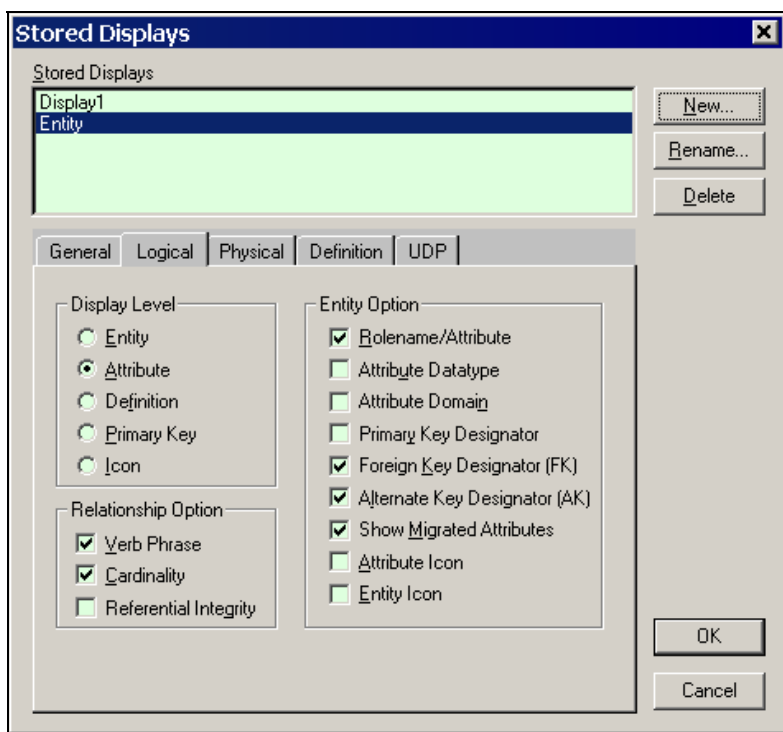 Stored Displays
Stored Displays
Display1
Entity
New...
Rename...
Delete
General Logical Physical Definition UDP
Display Level
Entity
Attribute
Definition
Primary Key
Icon
Relationship Option
Verb Phrase
Cardinality
Referential Integrity
Entity Option
Rolename/Attribute
Attribute Datatype
Attribute Domain
Primary Key Designator
Foreign Key Designator (FK)
Alternate Key Designator (AK)
Show Migrated Attributes
Attribute Icon
Entity Icon
OK
Cancel